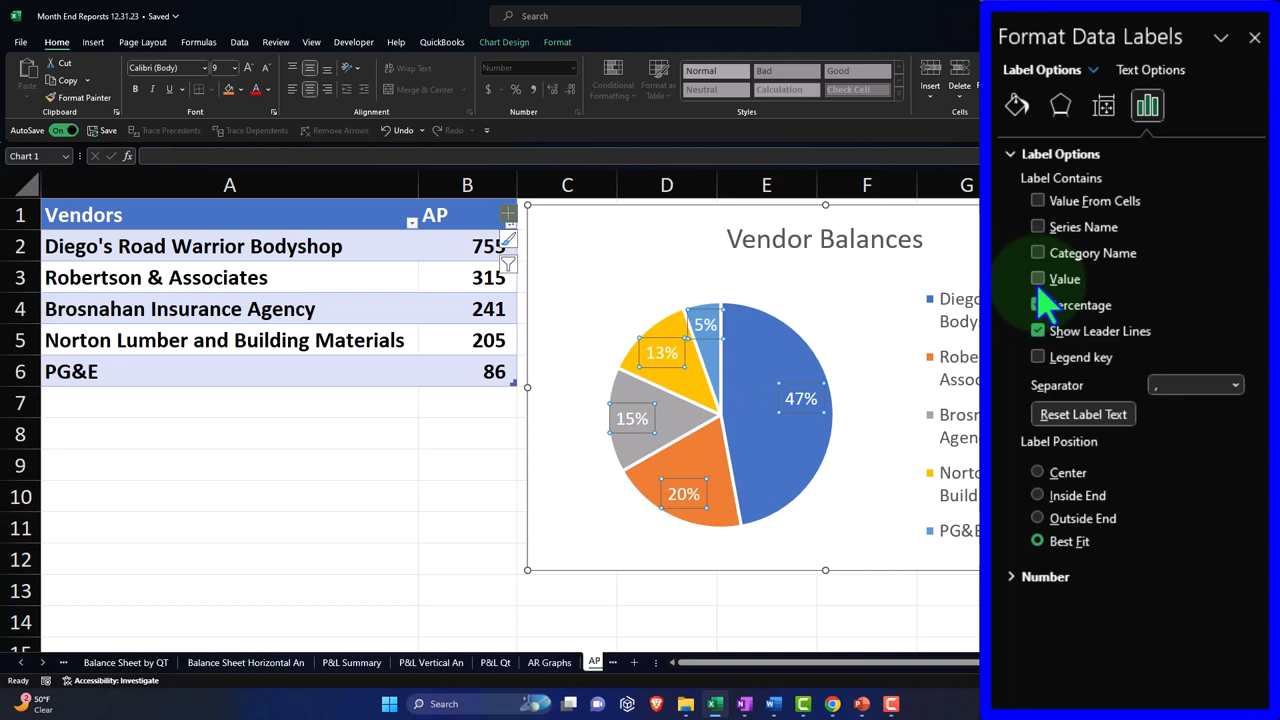 Month End Reporsts 12.31.23 • Saved
Search
File Home Insert Page Layout Formulas Data Review View Developer Help QuickBooks Chart Design Format
Paste
Cut
Copy
Format Painter
Clipboard
Calibri (Body) 9
Font
Wrap Text
Merge & Center
Alignment
Number
Number
Conditional Formatting
Format as Table
Normal Bad Good
Neutral Calculation Check Cell
Styles
Insert Delete
Cells
AutoSave On Save Trace Precedents Trace Dependents Remove Arrows Undo Redo
Chart 1 fx
A B C D E F G
1 Vendors AP
2 Diego's Road Warrior Bodyshop 755
3 Robertson & Associates 315
4 Brosnahan Insurance Agency 241
5 Norton Lumber and Building Materials 205
6 PG&E 86
7
8
9
10
11
12
13
14
Vendor Balances
5%
13%
47%
15%
20%
PG&E
Format Data Labels
Label Options Text Options
Label Options
Label Contains
Value From Cells
Series Name
Category Name
Value
Show Leader Lines
Legend key
Separator ,
Reset Label Text
Label Position
Center
Inside End
Outside End
Best Fit
Number
Balance Sheet by QT Balance Sheet Horizontal An P&L Summary P&L Vertical An P&L Qt AR Graphs AP
Ready Accessibility: Investigate
50°F
Clear
Search